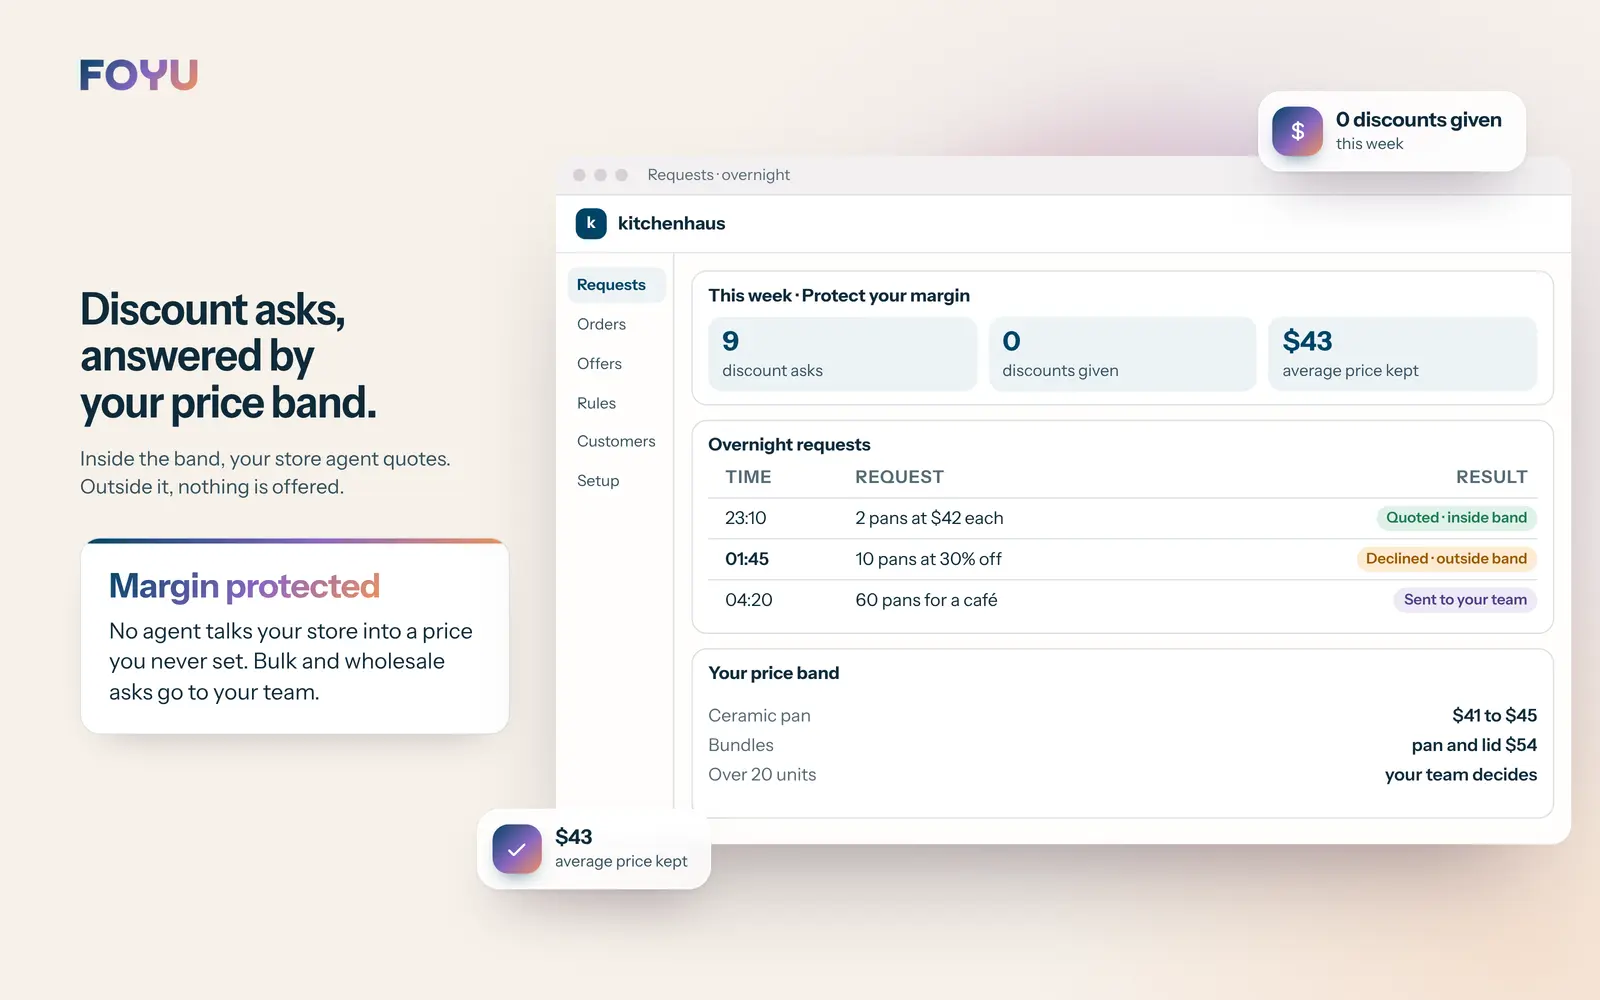 FOYU
Discount asks,
answered by
your price band.
Inside the band, your store agent quotes.
Outside it, nothing is offered.
Margin protected
No agent talks your store into a price
you never set. Bulk and wholesale
asks go to your team.
$
0 discounts given
this week
Requests · overnight
k kitchenhaus
Requests
Orders
Offers
Rules
Customers
Setup
This week · Protect your margin
9
discount asks
0
discounts given
$43
average price kept
Overnight requests
TIME REQUEST RESULT
23:10 2 pans at $42 each Quoted · inside band
01:45 10 pans at 30% off Declined · outside band
04:20 60 pans for a café Sent to your team
Your price band
Ceramic pan $41 to $45
Bundles pan and lid $54
Over 20 units your team decides
$43
average price kept